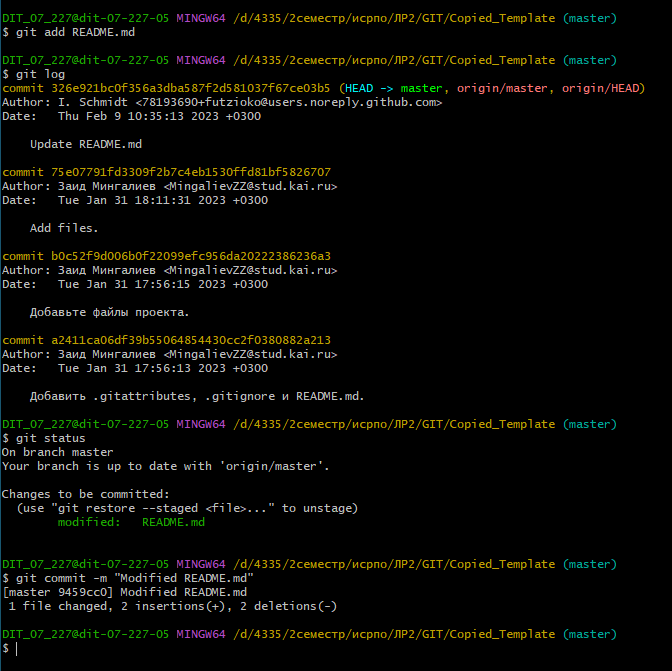 DIT_07_227@dit-07-227-05 MINGW64 /d/4335/2семестр/исрпо/ЛР2/GIT/Copied_Template (master)
$ git add README.md
DIT_07_227@dit-07-227-05 MINGW64 /d/4335/2семестр/исрпо/ЛР2/GIT/Copied_Template (master)
$ git log
commit 326e921bc0f356a3dba587f2d581037f67ce03b5 (HEAD -> master, origin/master, origin/HEAD)
Author: I. Schmidt <78193690+futzioko@users.noreply.github.com>
Date:   Thu Feb 9 10:35:13 2023 +0300
    Update README.md
commit 75e07791fd3309f2b7c4eb1530ffd81bf5826707
Author: Заид Мингалиев <MingalievZZ@stud.kai.ru>
Date:   Tue Jan 31 18:11:31 2023 +0300
    Add files.
commit b0c52f9d006b0f22099efc956da20222386236a3
Author: Заид Мингалиев <MingalievZZ@stud.kai.ru>
Date:   Tue Jan 31 17:56:15 2023 +0300
    Добавьте файлы проекта.
commit a2411ca06df39b55064854430cc2f0380882a213
Author: Заид Мингалиев <MingalievZZ@stud.kai.ru>
Date:   Tue Jan 31 17:56:13 2023 +0300
    Добавить .gitattributes, .gitignore и README.md.
DIT_07_227@dit-07-227-05 MINGW64 /d/4335/2семестр/исрпо/ЛР2/GIT/Copied_Template (master)
$ git status
On branch master
Your branch is up to date with 'origin/master'.
Changes to be committed:
  (use "git restore --staged <file>..." to unstage)
        modified:   README.md
DIT_07_227@dit-07-227-05 MINGW64 /d/4335/2семестр/исрпо/ЛР2/GIT/Copied_Template (master)
$ git commit -m "Modified README.md"
[master 9459cc0] Modified README.md
 1 file changed, 2 insertions(+), 2 deletions(-)
DIT_07_227@dit-07-227-05 MINGW64 /d/4335/2семестр/исрпо/ЛР2/GIT/Copied_Template (master)
$